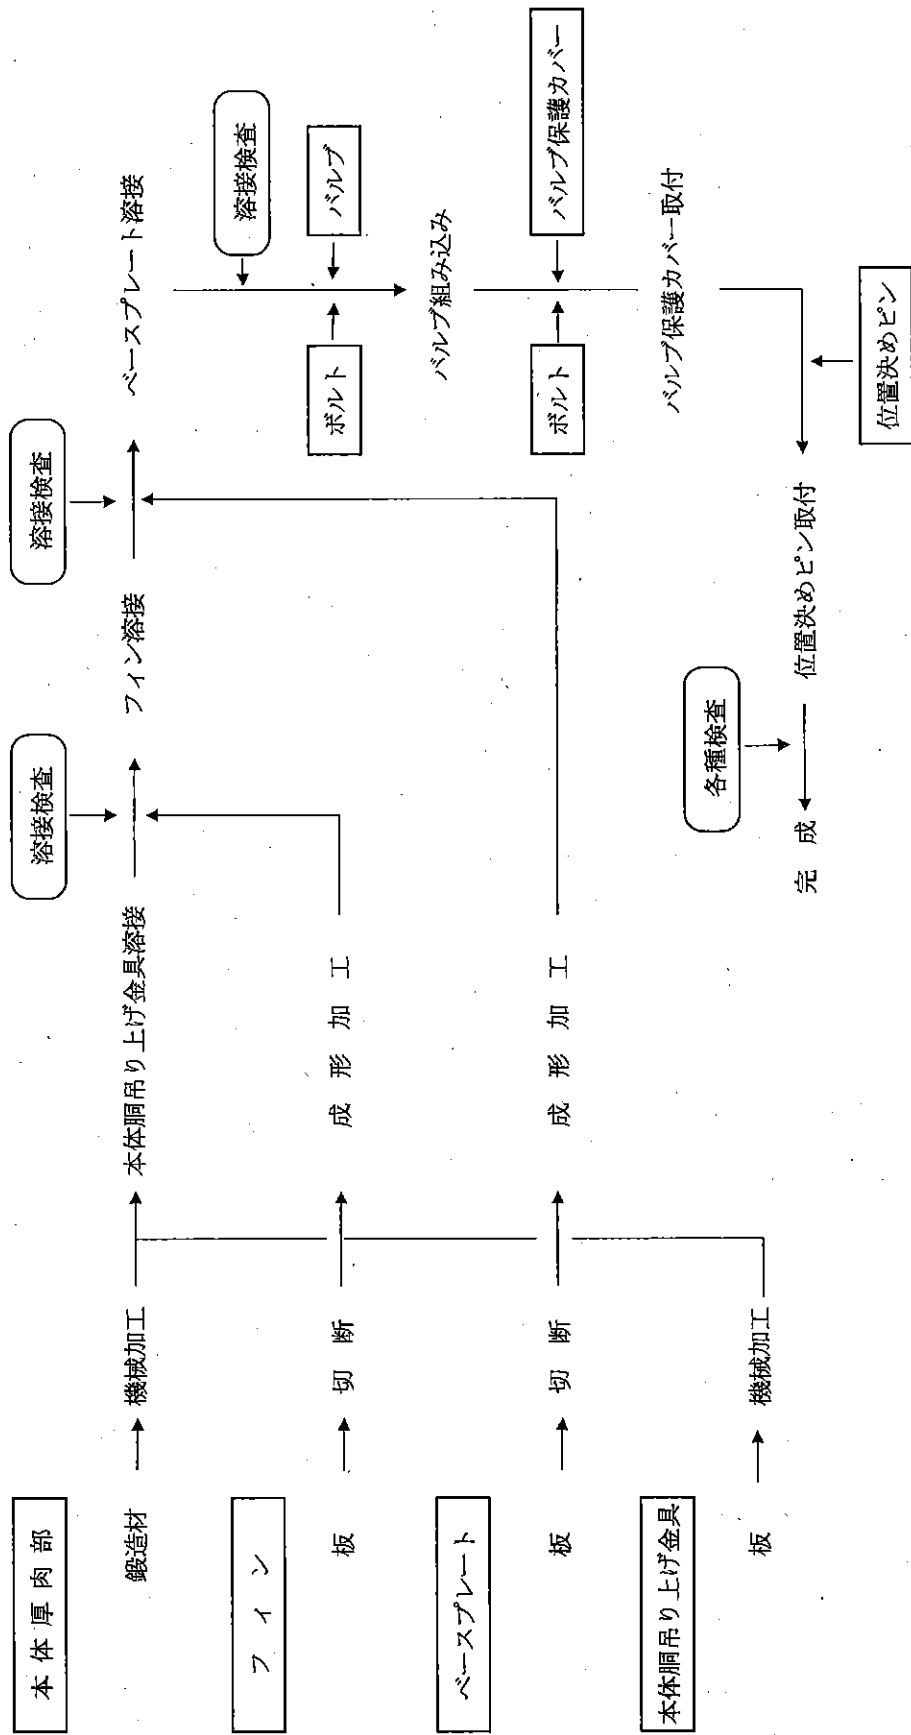 本体厚肉部
鍛造材
機械加工
本体胴吊り上げ金具溶接
溶接検査
フィン溶接
溶接検査
ベースプレート溶接
フィン
板
切断
成形加工
ベースプレート
板
切断
成形加工
本体胴吊り上げ金具
板
機械加工
溶接検査
ボルト
バルブ
バルブ組み込み
ボルト
バルブ保護カバー
バルブ保護カバー取付
位置決めピン
位置決めピン取付
各種検査
完成